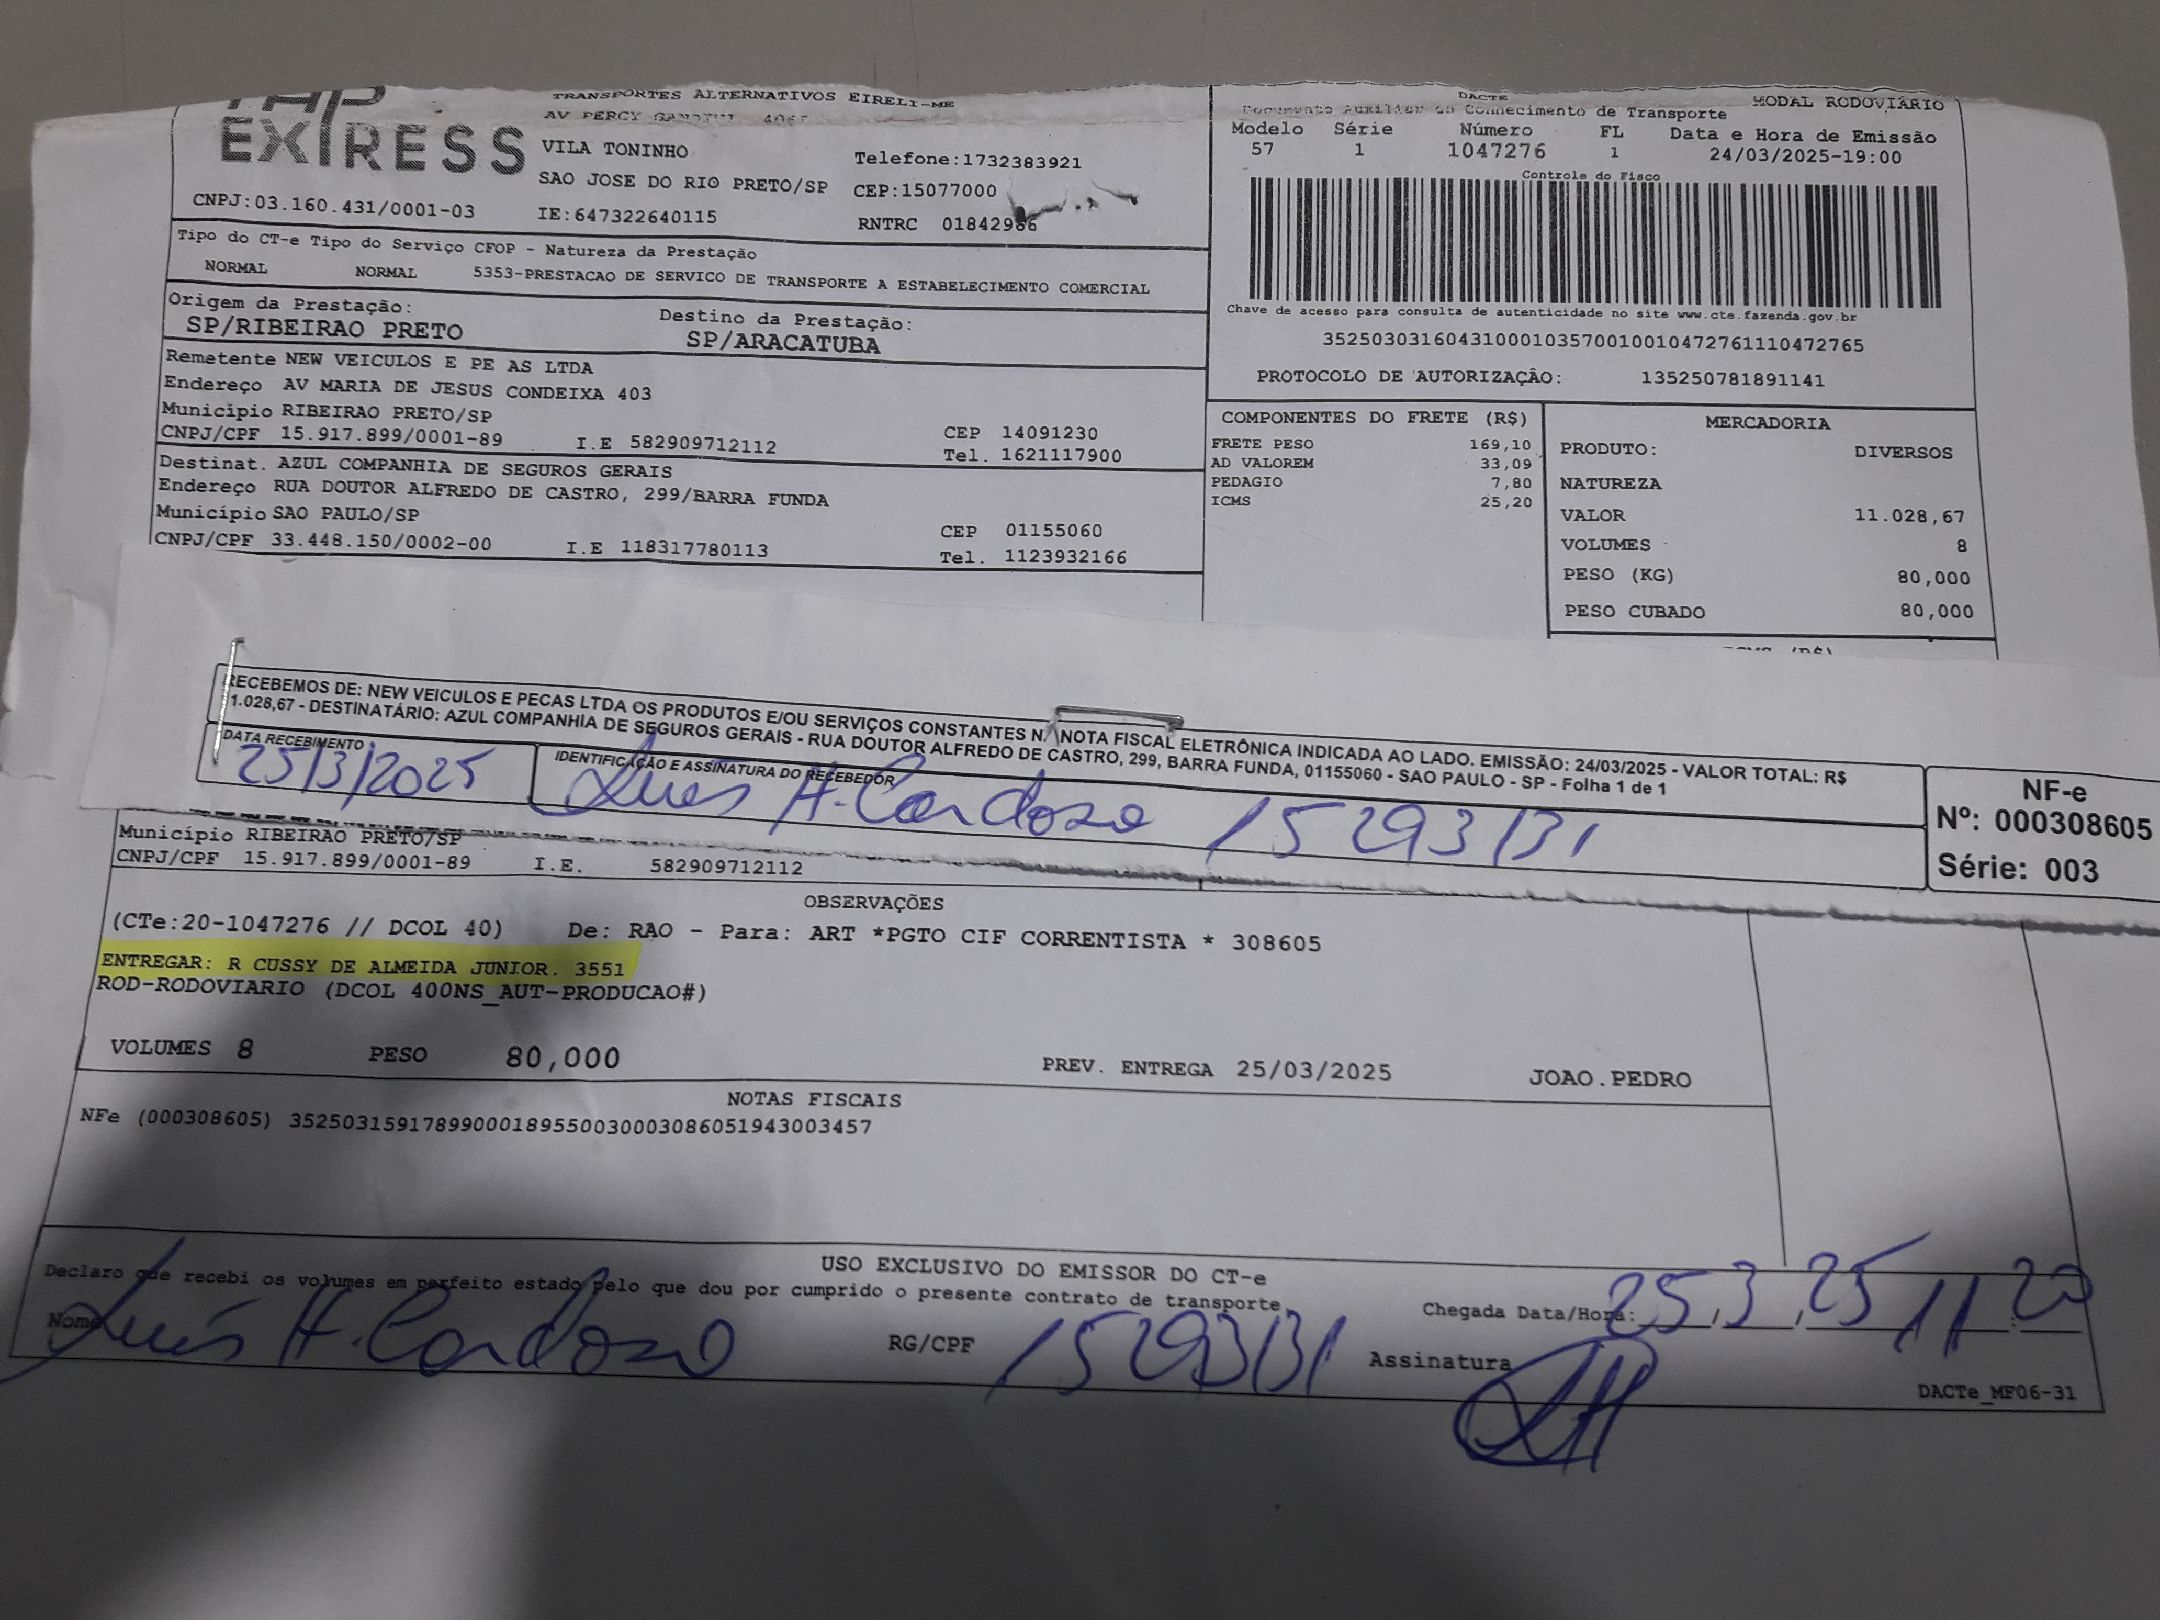 EXPRESS
TRANSPORTES ALTERNATIVOS EIRELI-ME
AV PERCY
VILA TONINHO
Telefone:1732383921
SAO JOSE DO RIO PRETO/SP CEP:15077000
CNPJ:03.160.431/0001-03 IE:647322640115 RNTRC 01842966
DACTE MODAL RODOVIÁRIO
Documento Auxiliar do Conhecimento de Transporte
Modelo Série Número FL Data e Hora de Emissão
57 1 1047276 1 24/03/2025-19:00
Controle do Fisco
Chave de acesso para consulta de autenticidade no site www.cte.fazenda.gov.br
35250303160431000103570010010472761110472765
PROTOCOLO DE AUTORIZAÇÃO: 135250781891141
Tipo do CT-e Tipo do Serviço CFOP - Natureza da Prestação
NORMAL NORMAL 5353-PRESTACAO DE SERVICO DE TRANSPORTE A ESTABELECIMENTO COMERCIAL
Origem da Prestação: Destino da Prestação:
SP/RIBEIRAO PRETO SP/ARACATUBA
Remetente NEW VEICULOS E PE AS LTDA
Endereço AV MARIA DE JESUS CONDEIXA 403
Município RIBEIRAO PRETO/SP CEP 14091230
CNPJ/CPF 15.917.899/0001-89 I.E 582909712112 Tel. 1621117900
Destinat. AZUL COMPANHIA DE SEGUROS GERAIS
Endereço RUA DOUTOR ALFREDO DE CASTRO, 299/BARRA FUNDA
Município SAO PAULO/SP CEP 01155060
CNPJ/CPF 33.448.150/0002-00 I.E 118317780113 Tel. 1123932166
COMPONENTES DO FRETE (R$)
FRETE PESO 169,10
AD VALOREM 33,09
PEDAGIO 7,80
ICMS 25,20
MERCADORIA
PRODUTO: DIVERSOS
NATUREZA
VALOR 11.028,67
VOLUMES 8
PESO (KG) 80,000
PESO CUBADO 80,000
RECEBEMOS DE: NEW VEICULOS E PECAS LTDA OS PRODUTOS E/OU SERVIÇOS CONSTANTES NA NOTA FISCAL ELETRÔNICA INDICADA AO LADO. EMISSÃO: 24/03/2025 - VALOR TOTAL: R$
1.028,67 - DESTINATÁRIO: AZUL COMPANHIA DE SEGUROS GERAIS - RUA DOUTOR ALFREDO DE CASTRO, 299, BARRA FUNDA, 01155060 - SAO PAULO - SP - Folha 1 de 1
DATA RECEBIMENTO IDENTIFICAÇÃO E ASSINATURA DO RECEBEDOR
25/3/2025 Luís H. Cardoso 15293131
NF-e
Nº: 000308605
Série: 003
Município RIBEIRAO PRETO/SP
CNPJ/CPF 15.917.899/0001-89 I.E. 582909712112
OBSERVAÇÕES
(CTe:20-1047276 // DCOL 40) De: RAO - Para: ART *PGTO CIF CORRENTISTA * 308605
ENTREGAR: R CUSSY DE ALMEIDA JUNIOR. 3551
ROD-RODOVIARIO (DCOL 400NS_AUT-PRODUCAO#)
VOLUMES 8 PESO 80,000 PREV. ENTREGA 25/03/2025 JOAO.PEDRO
NOTAS FISCAIS
NFe (000308605) 35250315917899000189550030003086051943003457
USO EXCLUSIVO DO EMISSOR DO CT-e
Declaro que recebi os volumes em perfeito estado pelo que dou por cumprido o presente contrato de transporte.
Chegada Data/Hora: 25/3/25 11:20
Nome Luís H. Cardoso RG/CPF 15293131 Assinatura
DACTe_MF06-31